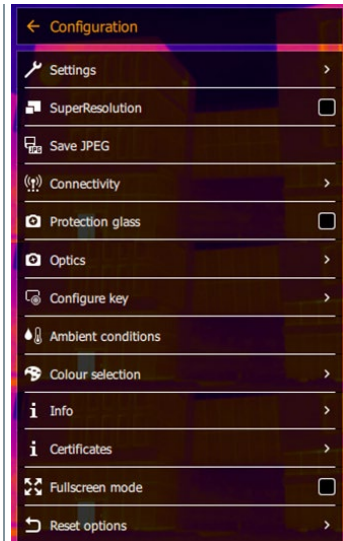 Configuration
Settings
SuperResolution
JPG
Save JPEG
Connectivity
Protection glass
Optics
Configure key
Ambient conditions
Colour selection
Info
Certificates
Fullscreen mode
Reset options